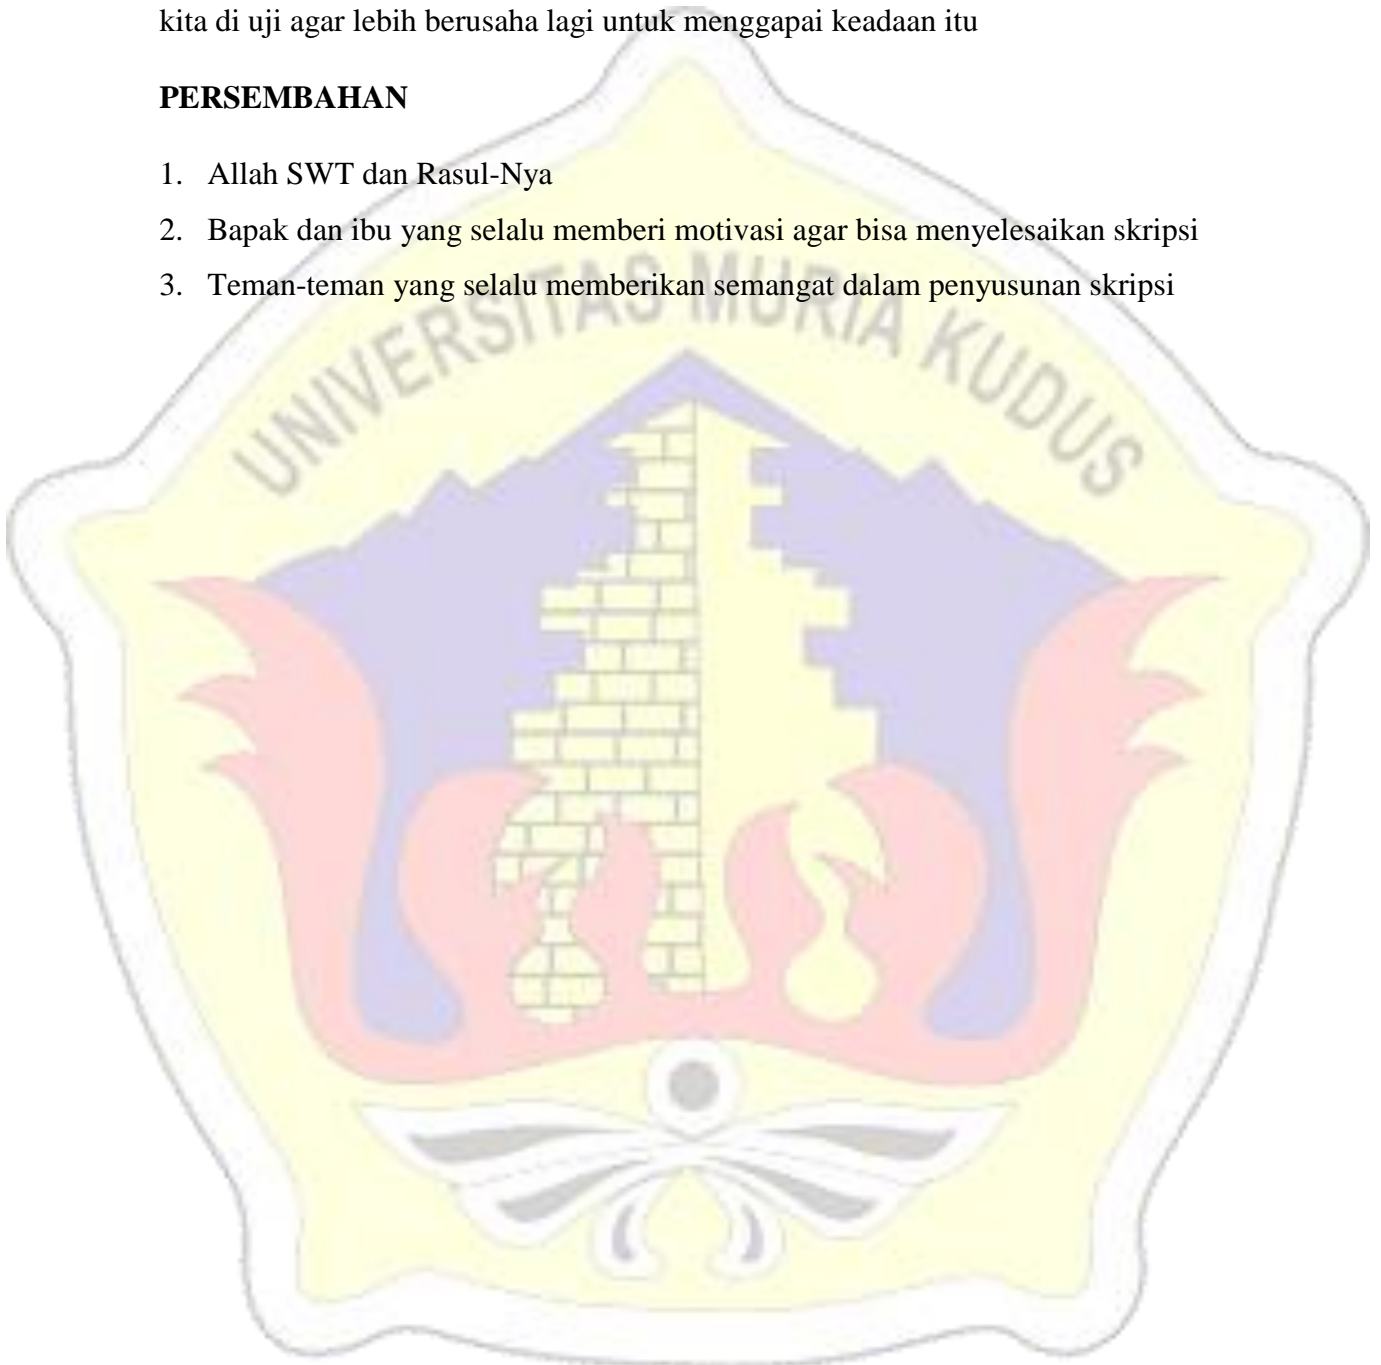 kita di uji agar lebih berusaha lagi untuk menggapai keadaan itu
PERSEMBAHAN
1. Allah SWT dan Rasul-Nya
2. Bapak dan ibu yang selalu memberi motivasi agar bisa menyelesaikan skripsi
3. Teman-teman yang selalu memberikan semangat dalam penyusunan skripsi
UNIVERSITAS MURIA KUDUS